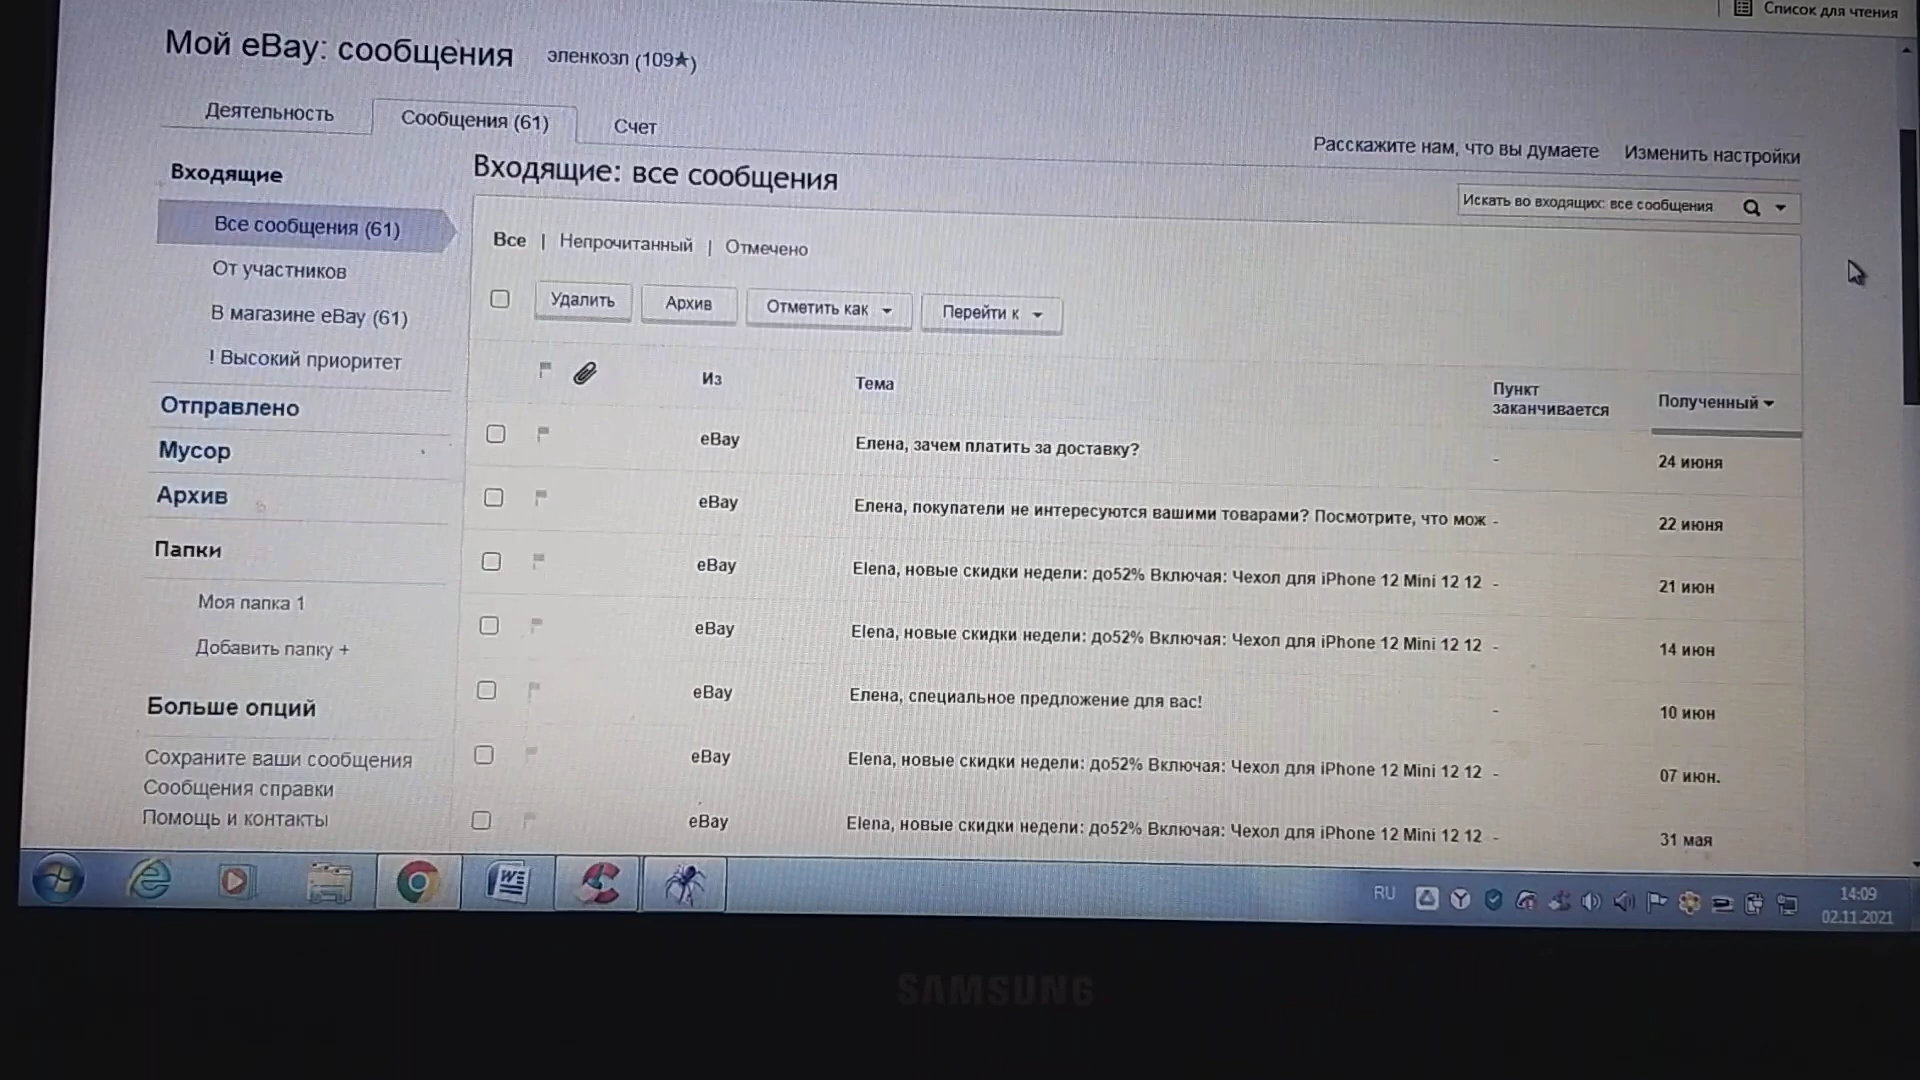 Список для чтения
Мой eBay: сообщения эленкозл (109★)
Деятельность Сообщения (61) Счет
Расскажите нам, что вы думаете Изменить настройки
Входящие
Входящие: все сообщения
Искать во входящих: все сообщения
Все сообщения (61)
Все | Непрочитанный | Отмечено
От участников
Удалить Архив Отметить как Перейти к
В магазине eBay (61)
! Высокий приоритет
Из Тема Пункт заканчивается Полученный
Отправлено
eBay Елена, зачем платить за доставку? - 24 июня
Мусор
Архив
eBay Елена, покупатели не интересуются вашими товарами? Посмотрите, что мож - 22 июня
Папки
eBay Elena, новые скидки недели: до52% Включая: Чехол для iPhone 12 Mini 12 12 - 21 июн
Моя папка 1
eBay Elena, новые скидки недели: до52% Включая: Чехол для iPhone 12 Mini 12 12 - 14 июн
Добавить папку +
eBay Елена, специальное предложение для вас! - 10 июн
Больше опций
eBay Elena, новые скидки недели: до52% Включая: Чехол для iPhone 12 Mini 12 12 - 07 июн.
Сохраните ваши сообщения
Сообщения справки
Помощь и контакты
eBay Elena, новые скидки недели: до52% Включая: Чехол для iPhone 12 Mini 12 12 - 31 мая
RU 14:09
02.11.2021
SAMSUNG